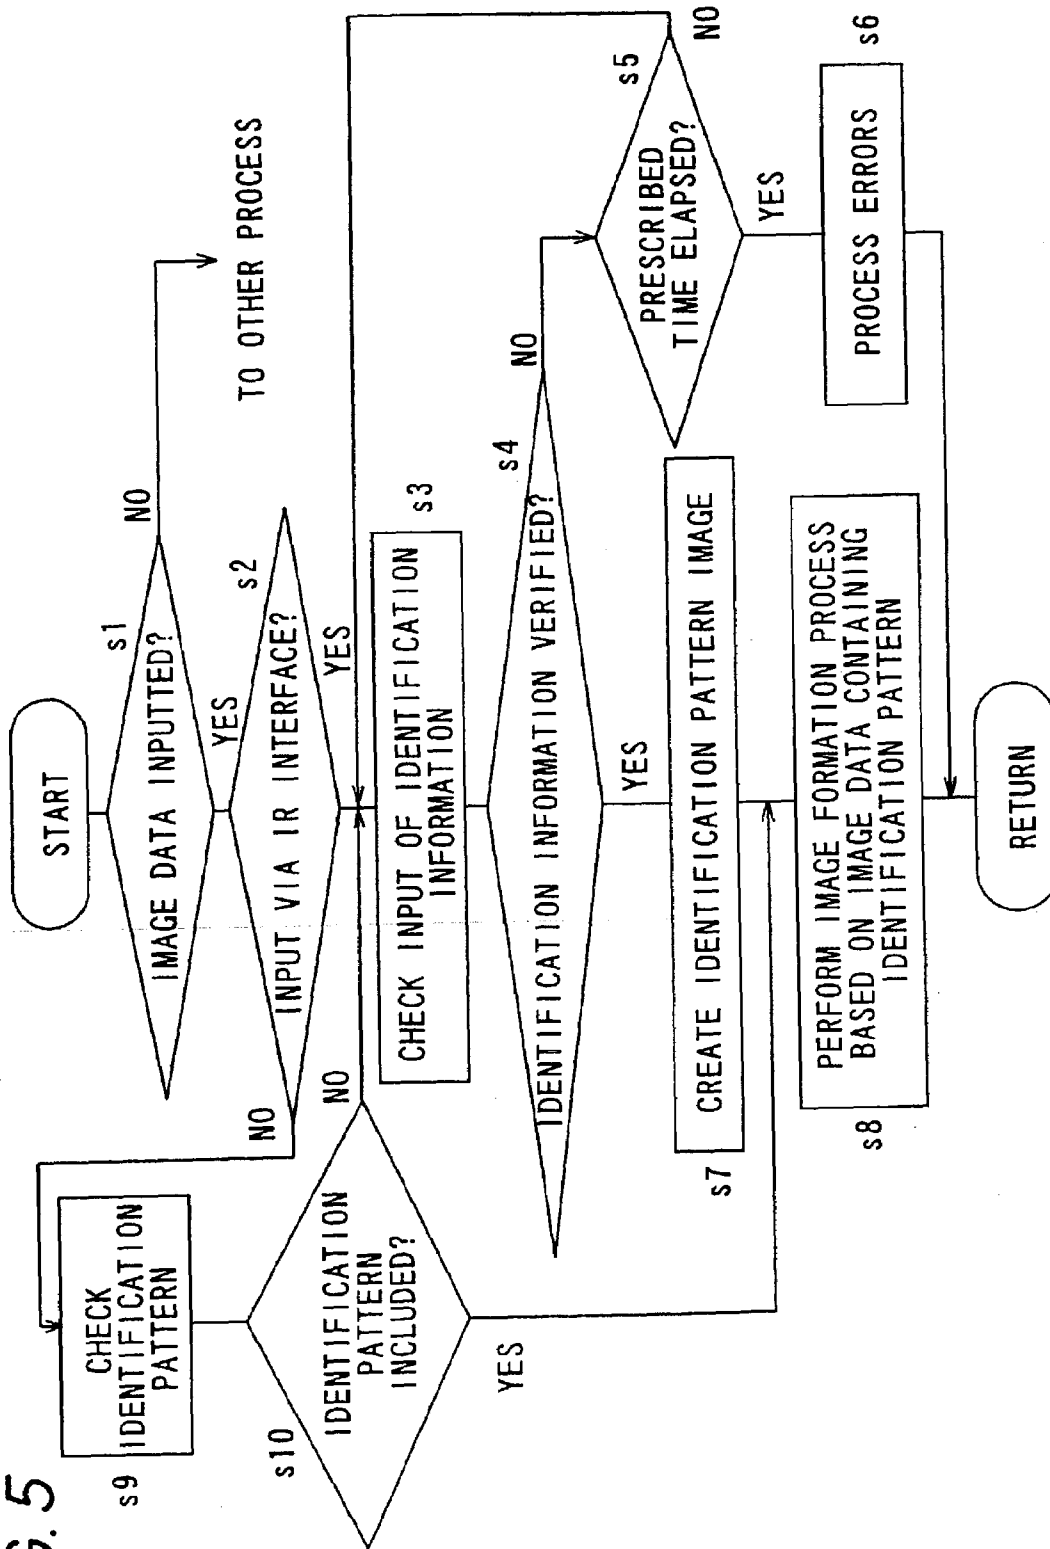 G. 5
START
s1
IMAGE DATA INPUTTED?
NO
TO OTHER PROCESS
YES
s2
INPUT VIA IR INTERFACE?
NO
YES
s9
CHECK
IDENTIFICATION
PATTERN
s10
IDENTIFICATION
PATTERN
INCLUDED?
NO
YES
s3
CHECK INPUT OF IDENTIFICATION
INFORMATION
s4
IDENTIFICATION INFORMATION VERIFIED?
NO
YES
s5
PRESCRIBED
TIME ELAPSED?
NO
YES
s6
PROCESS ERRORS
s7
CREATE IDENTIFICATION PATTERN IMAGE
s8
PERFORM IMAGE FORMATION PROCESS
BASED ON IMAGE DATA CONTAINING
IDENTIFICATION PATTERN
RETURN